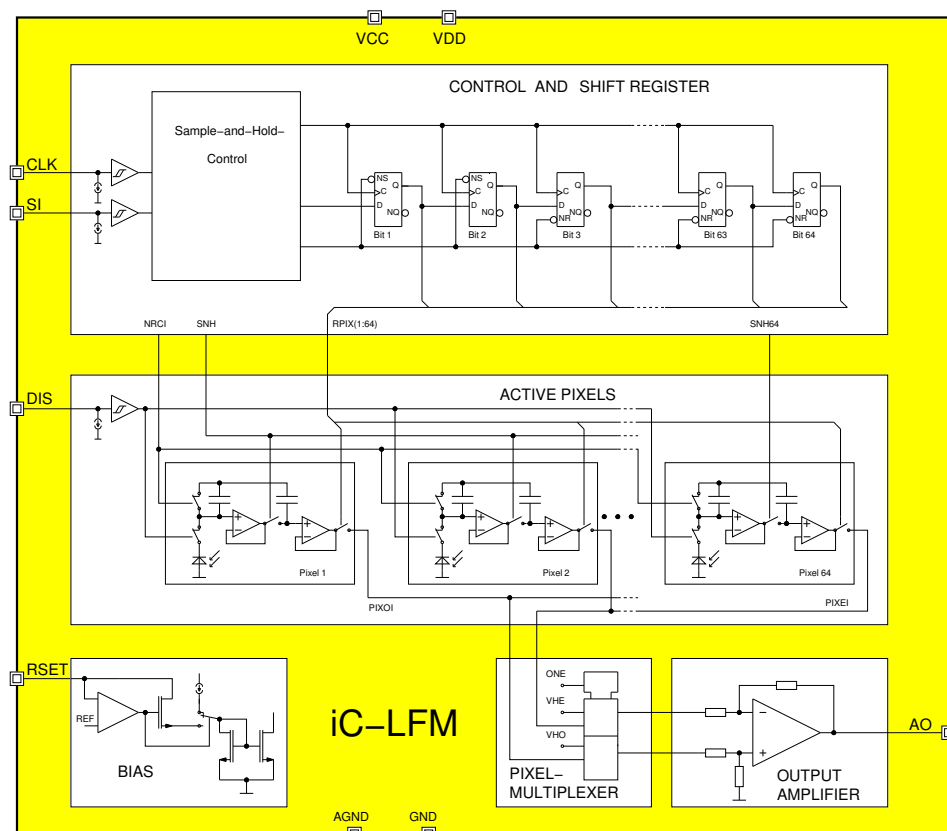 VCC VDD
CONTROL AND SHIFT REGISTER
Sample-and-Hold-
Control
CLK
SI
NS Q C D NQ Bit 1
NS Q C D NQ Bit 2
Q C D NQ NR Bit 3
Q C D NQ NR Bit 63
Q C D NQ NR Bit 64
NRCI SNH RPIX(1:64) SNH64
DIS
ACTIVE PIXELS
+ − + − Pixel 1
+ − + − Pixel 2
+ − + − Pixel 64
PIXOI PIXEI
RSET
REF
BIAS
iC-LFM
ONE
VHE
VHO
PIXEL-
MULTIPLEXER
−
+
OUTPUT
AMPLIFIER
AO
AGND GND